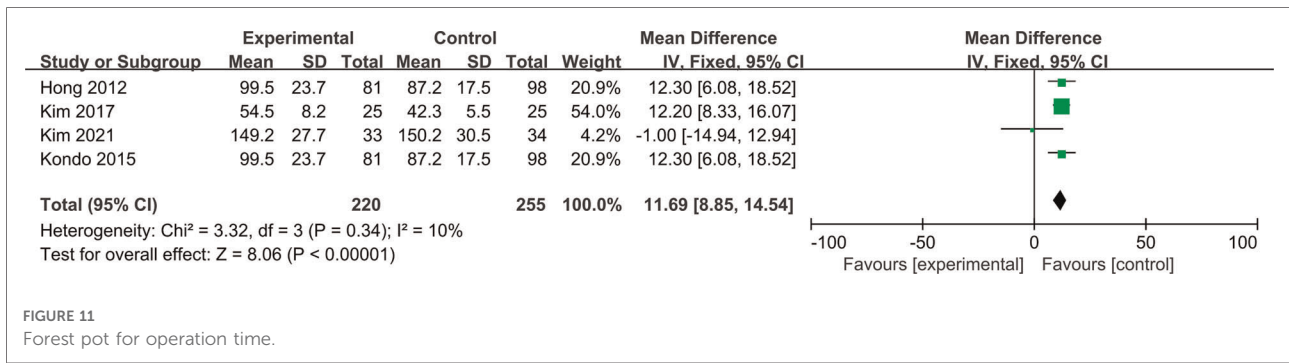 Experimental Control Mean Difference Mean Difference
Study or Subgroup Mean SD Total Mean SD Total Weight IV, Fixed, 95% CI IV, Fixed, 95% CI
Hong 2012 99.5 23.7 81 87.2 17.5 98 20.9% 12.30 [6.08, 18.52]
Kim 2017 54.5 8.2 25 42.3 5.5 25 54.0% 12.20 [8.33, 16.07]
Kim 2021 149.2 27.7 33 150.2 30.5 34 4.2% -1.00 [-14.94, 12.94]
Kondo 2015 99.5 23.7 81 87.2 17.5 98 20.9% 12.30 [6.08, 18.52]
Total (95% CI) 220 255 100.0% 11.69 [8.85, 14.54]
Heterogeneity: Chi² = 3.32, df = 3 (P = 0.34); I² = 10%
Test for overall effect: Z = 8.06 (P < 0.00001)
-100 -50 0 50 100
Favours [experimental] Favours [control]
FIGURE 11
Forest pot for operation time.